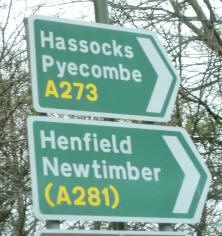 Hassocks
Pyecombe
A273
Henfield
Newtimber
(A281)